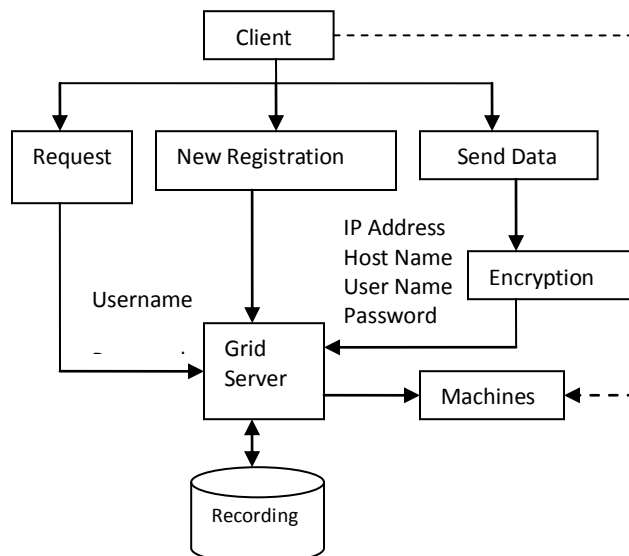 Client
Request
New Registration
Send Data
IP Address
Host Name
User Name
Password
Encryption
Username
Grid
Server
Machines
Recording